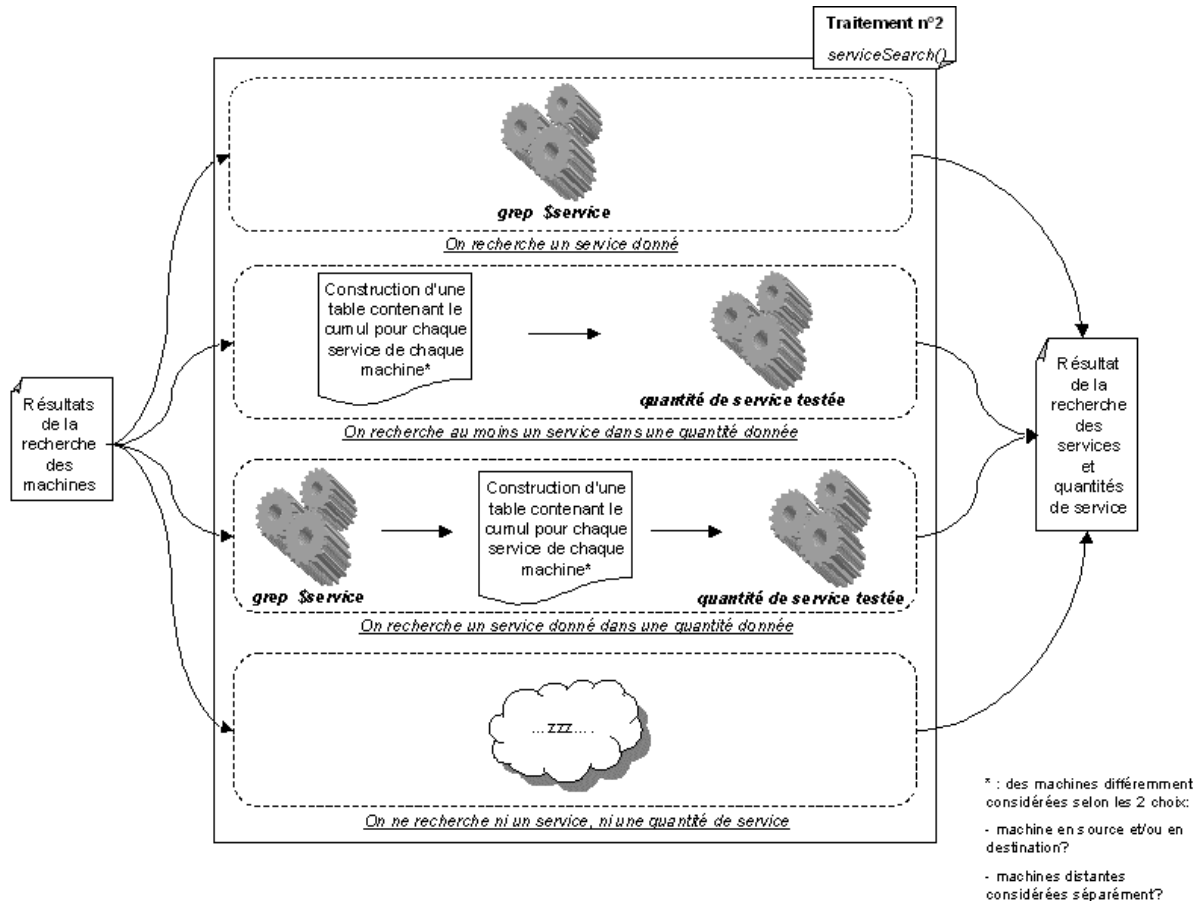 Traitement n°2
serviceSearch()
grep $service
On recherche un service donné
Construction d'une
table contenant le
cumul pour chaque
service de chaque
machine*
quantité de service testée
On recherche au moins un service dans une quantité donnée
Résultats
de la
recherche
des
machines
Résultat
de la
recherche
des
services
et
quantités
de service
grep $service
Construction d'une
table contenant le
cumul pour chaque
service de chaque
machine*
quantité de service testée
On recherche un service donné dans une quantité donnée
...zzz....
On ne recherche ni un service, ni une quantité de service
* : des machines différemment
considérées selon les 2 choix:
- machine en source et/ou en
destination?
- machines distantes
considérées séparément?